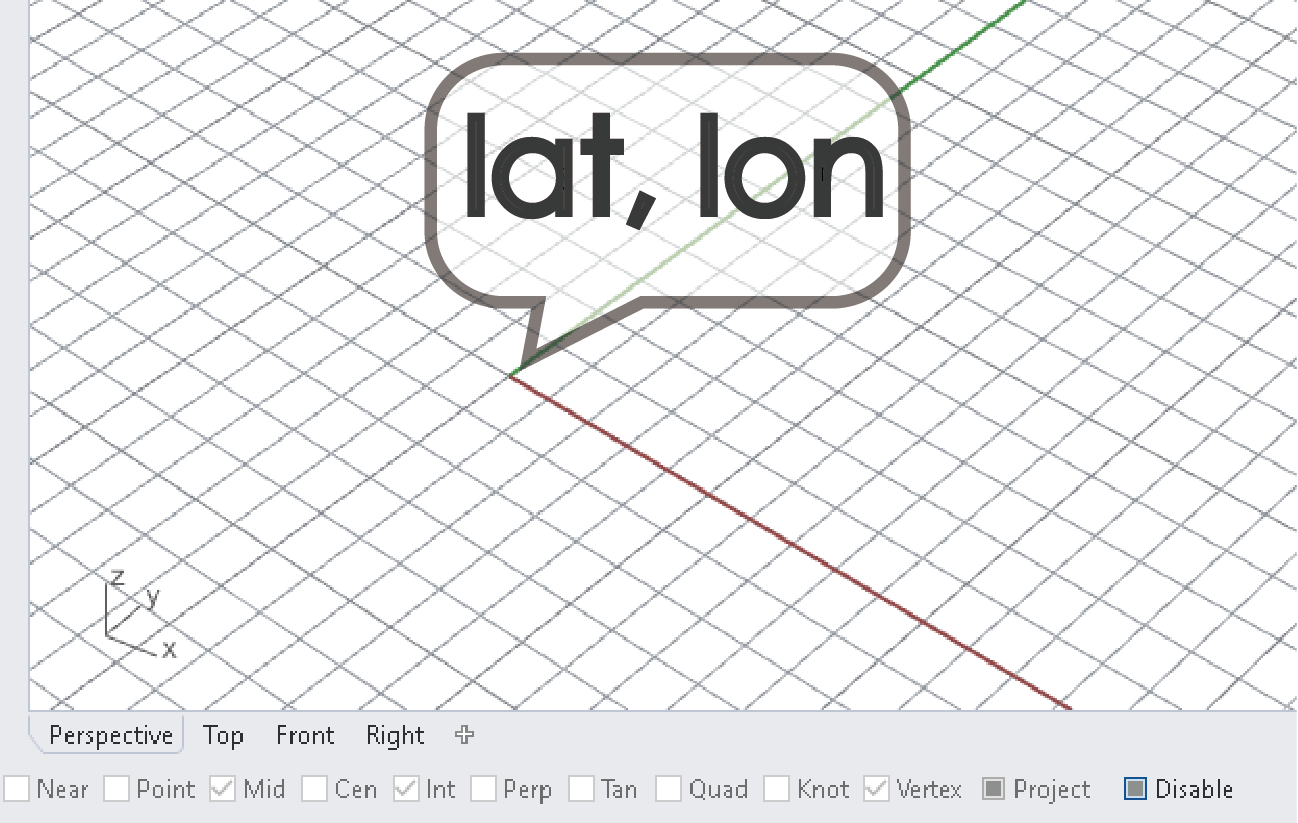 lat, lon
z
y
x
Perspective Top Front Right
Near Point Mid Cen Int Perp Tan Quad Knot Vertex Project Disable